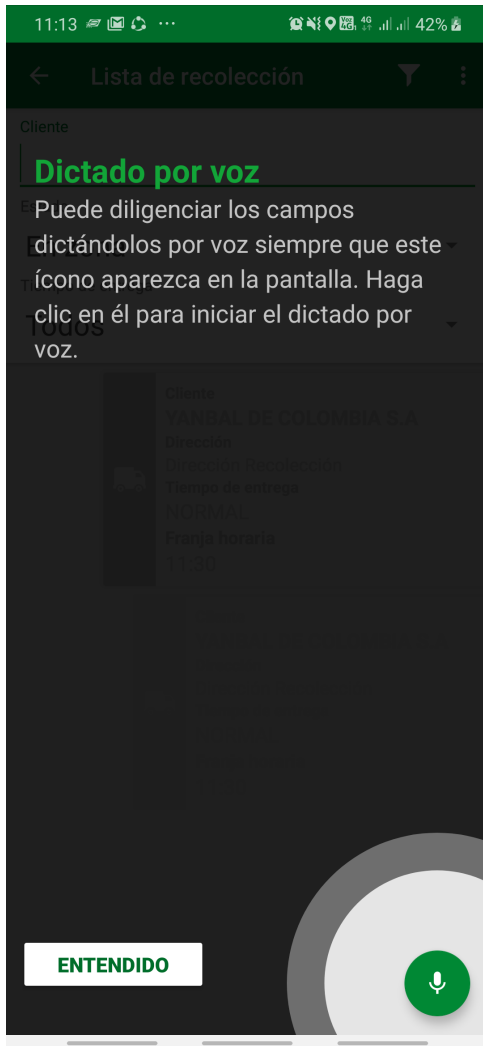 11:13
42%
Lista de recolección
Cliente
Dictado por voz
Puede diligenciar los campos
dictándolos por voz siempre que este
ícono aparezca en la pantalla. Haga
clic en él para iniciar el dictado por
voz.
En zona
Todos
Cliente
YANBAL DE COLOMBIA S.A
Dirección
Dirección Recolección
Tiempo de entrega
NORMAL
Franja horaria
11:30
ENTENDIDO